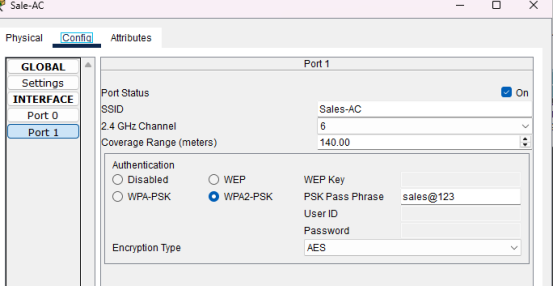 Sale-AC
Physical Config Attributes
GLOBAL
Settings
INTERFACE
Port 0
Port 1
Port 1
Port Status On
SSID Sales-AC
2.4 GHz Channel 6
Coverage Range (meters) 140.00
Authentication
Disabled WEP WEP Key
WPA-PSK WPA2-PSK PSK Pass Phrase sales@123
User ID
Password
Encryption Type AES